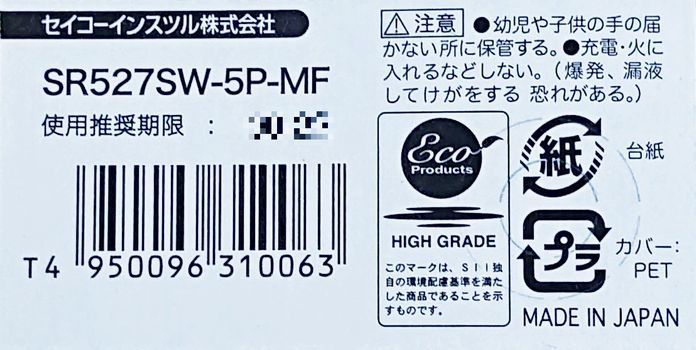 セイコーインスツル株式会社
SR527SW-5P-MF
使用推奨期限 :
T4 950096 310063
注意 ●幼児や子供の手の届
かない所に保管する。●充電・火に
入れるなどしない。(爆発、漏液
してけがをする 恐れがある。)
Eco
Products
HIGH GRADE
このマークは、SII独
自の環境配慮基準を満た
した商品であることを示
すものです。
紙
台紙
プラ
カバー:
PET
MADE IN JAPAN